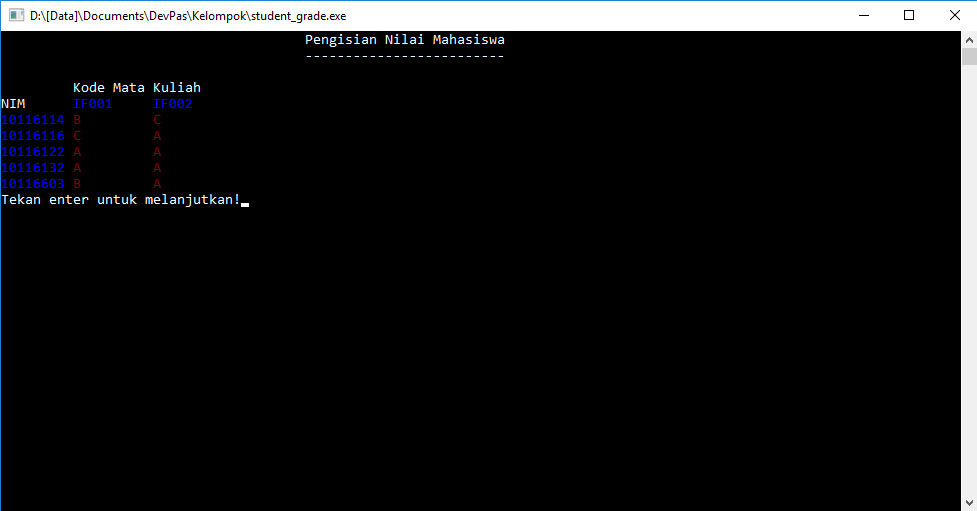 D:\[Data]\Documents\DevPas\Kelompok\student_grade.exe
Pengisian Nilai Mahasiswa
-------------------------
Kode Mata Kuliah
NIM IF001 IF002
10116114 B C
10116116 C A
10116122 A A
10116132 A A
10116603 B A
Tekan enter untuk melanjutkan!